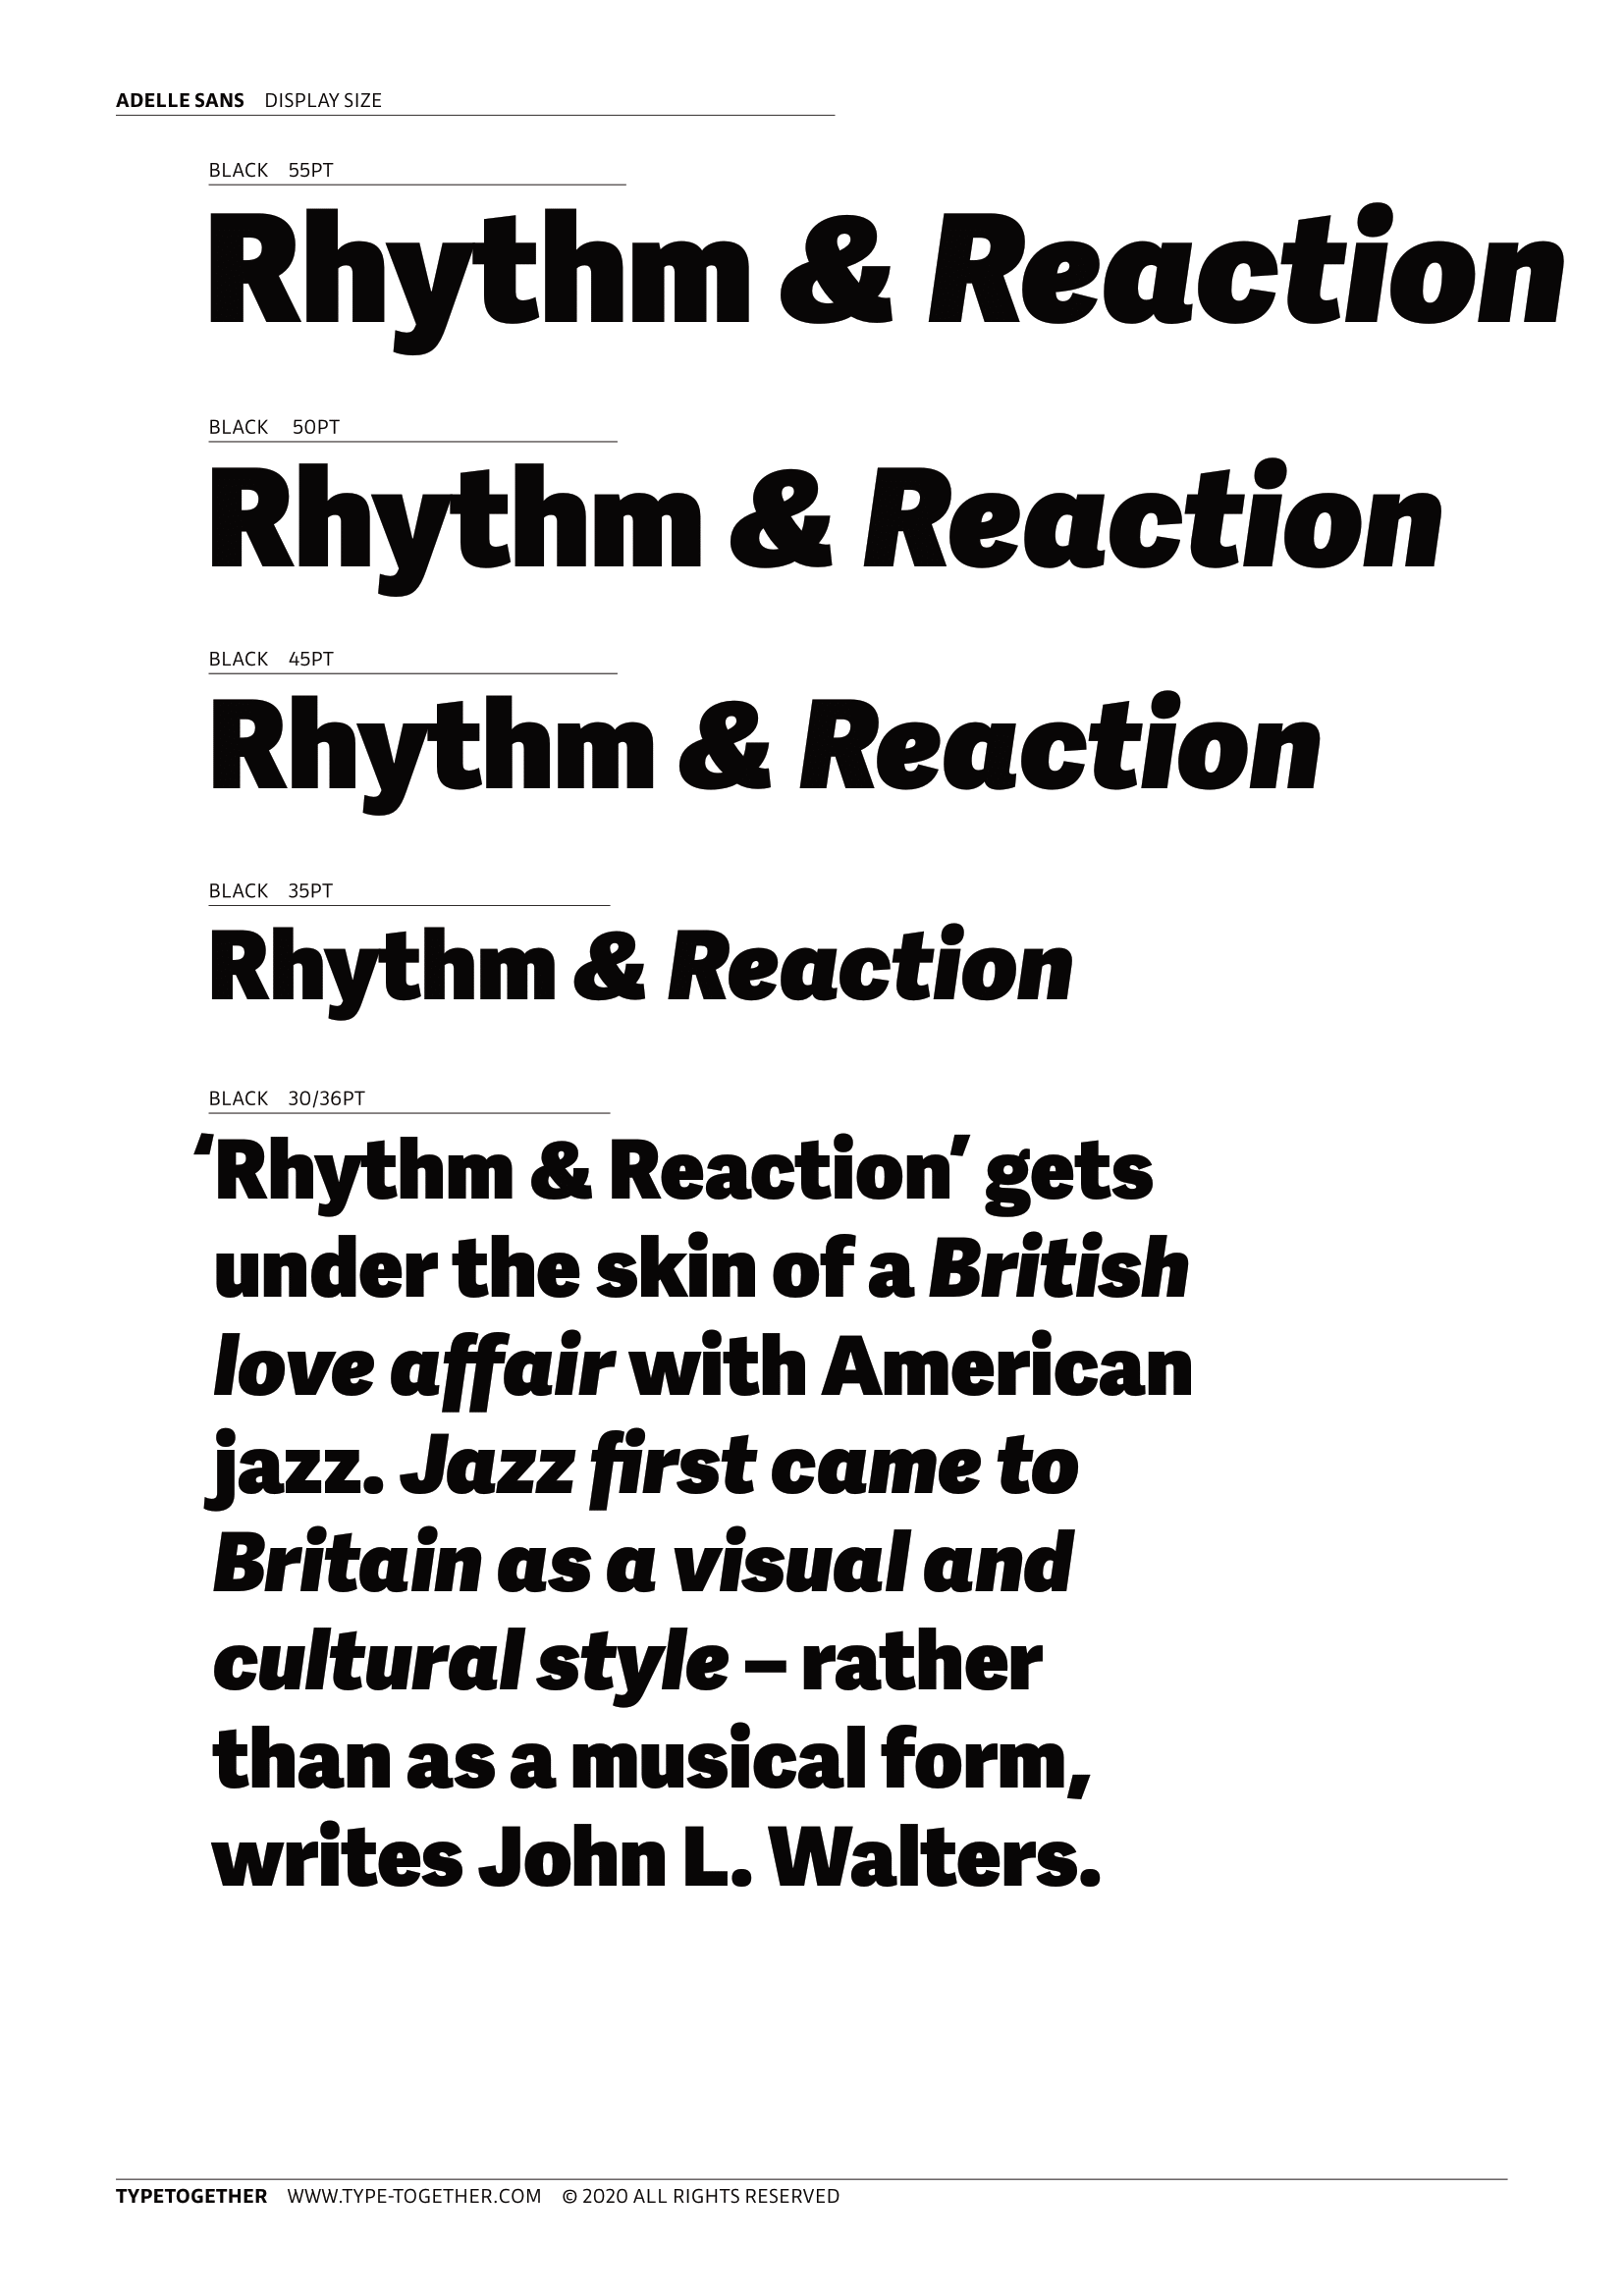 ADELLE SANS DISPLAY SIZE
BLACK 55PT
Rhythm & Reaction
BLACK 50PT
Rhythm & Reaction
BLACK 45PT
Rhythm & Reaction
BLACK 35PT
Rhythm & Reaction
BLACK 30/36PT
‘Rhythm & Reaction’ gets
under the skin of a British
love affair with American
jazz. Jazz first came to
Britain as a visual and
cultural style – rather
than as a musical form,
writes John L. Walters.
TYPETOGETHER WWW.TYPE-TOGETHER.COM © 2020 ALL RIGHTS RESERVED